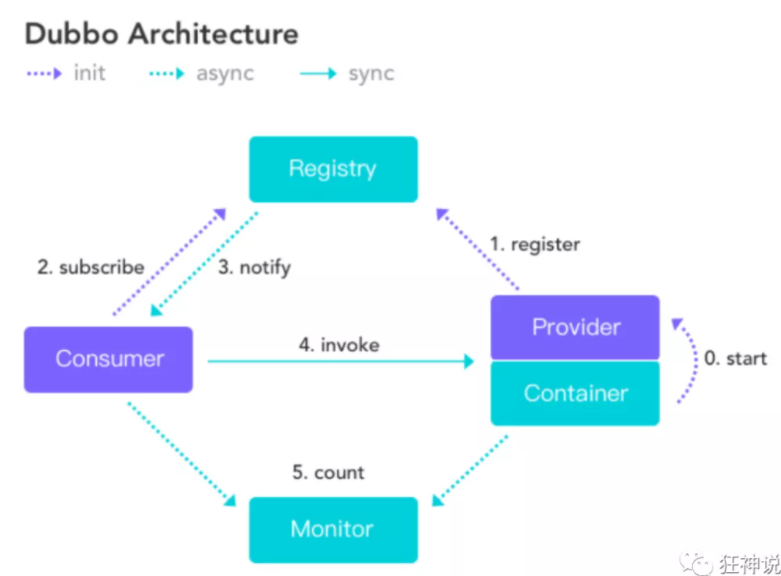 Dubbo Architecture
init async sync
Registry
1. register
2. subscribe 3. notify
Provider
4. invoke
Consumer
0. start
Container
5. count
Monitor
狂神说